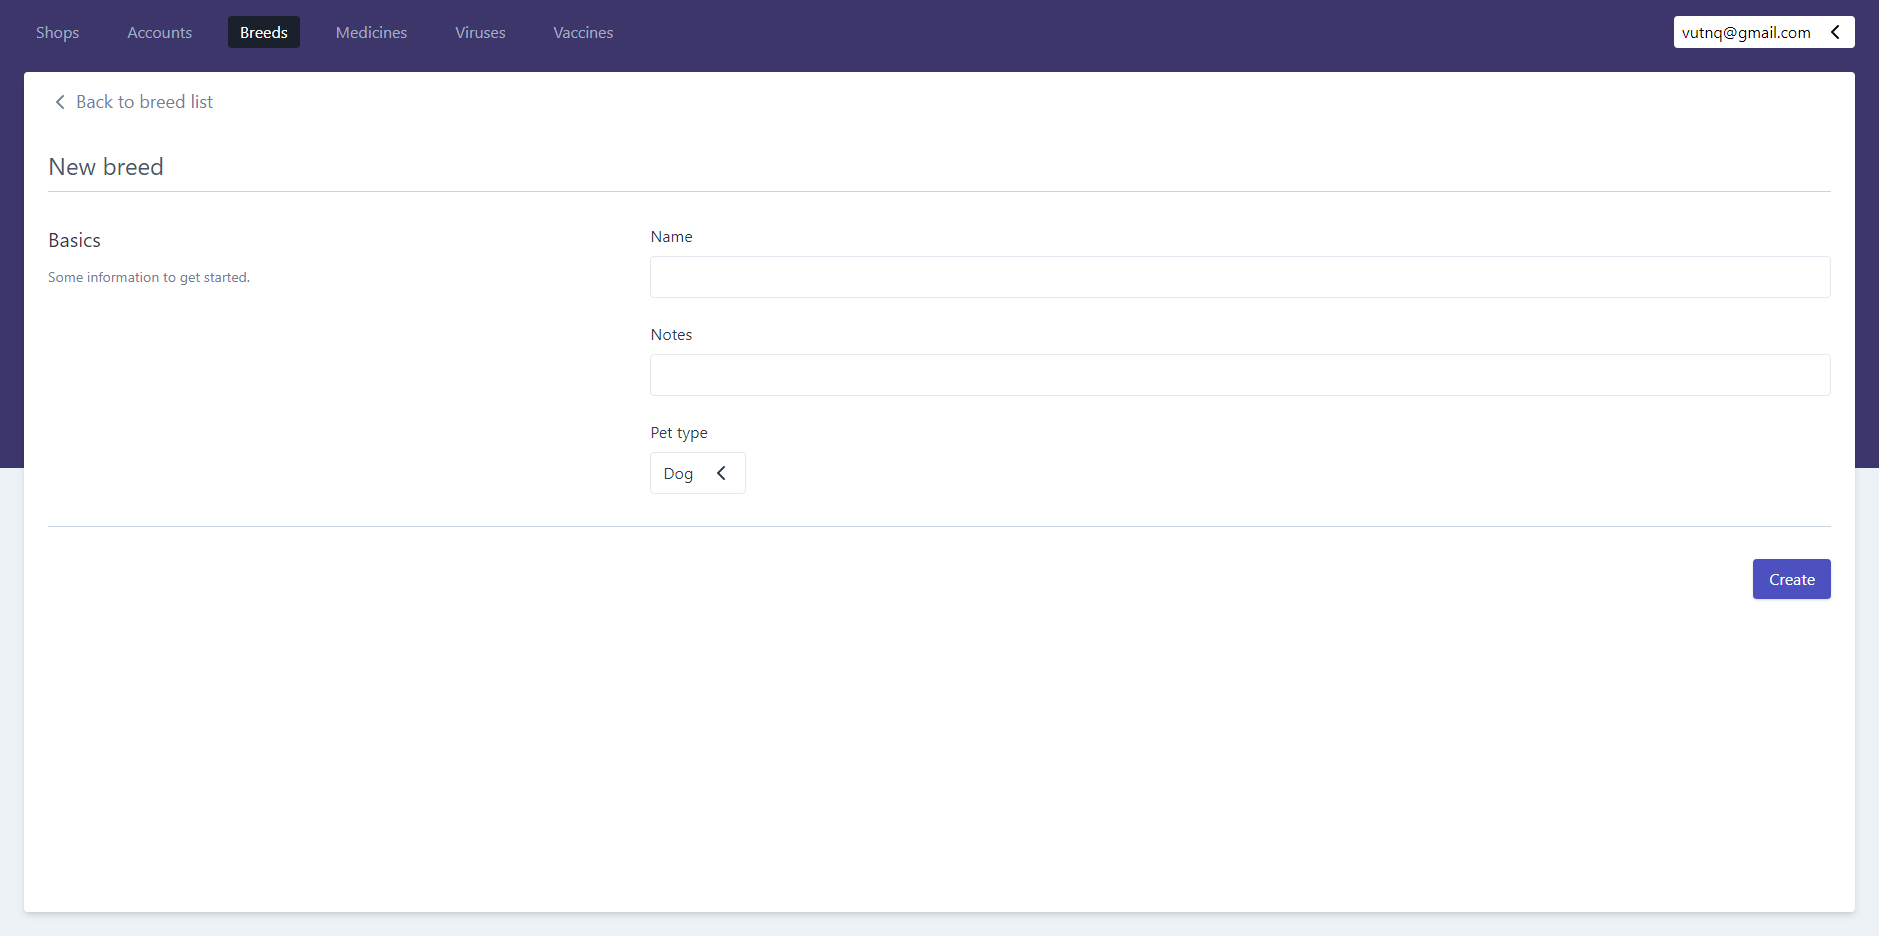 Shops Accounts Breeds Medicines Viruses Vaccines vutnq@gmail.com
Back to breed list
New breed
Basics
Some information to get started.
Name
Notes
Pet type
Dog
Create